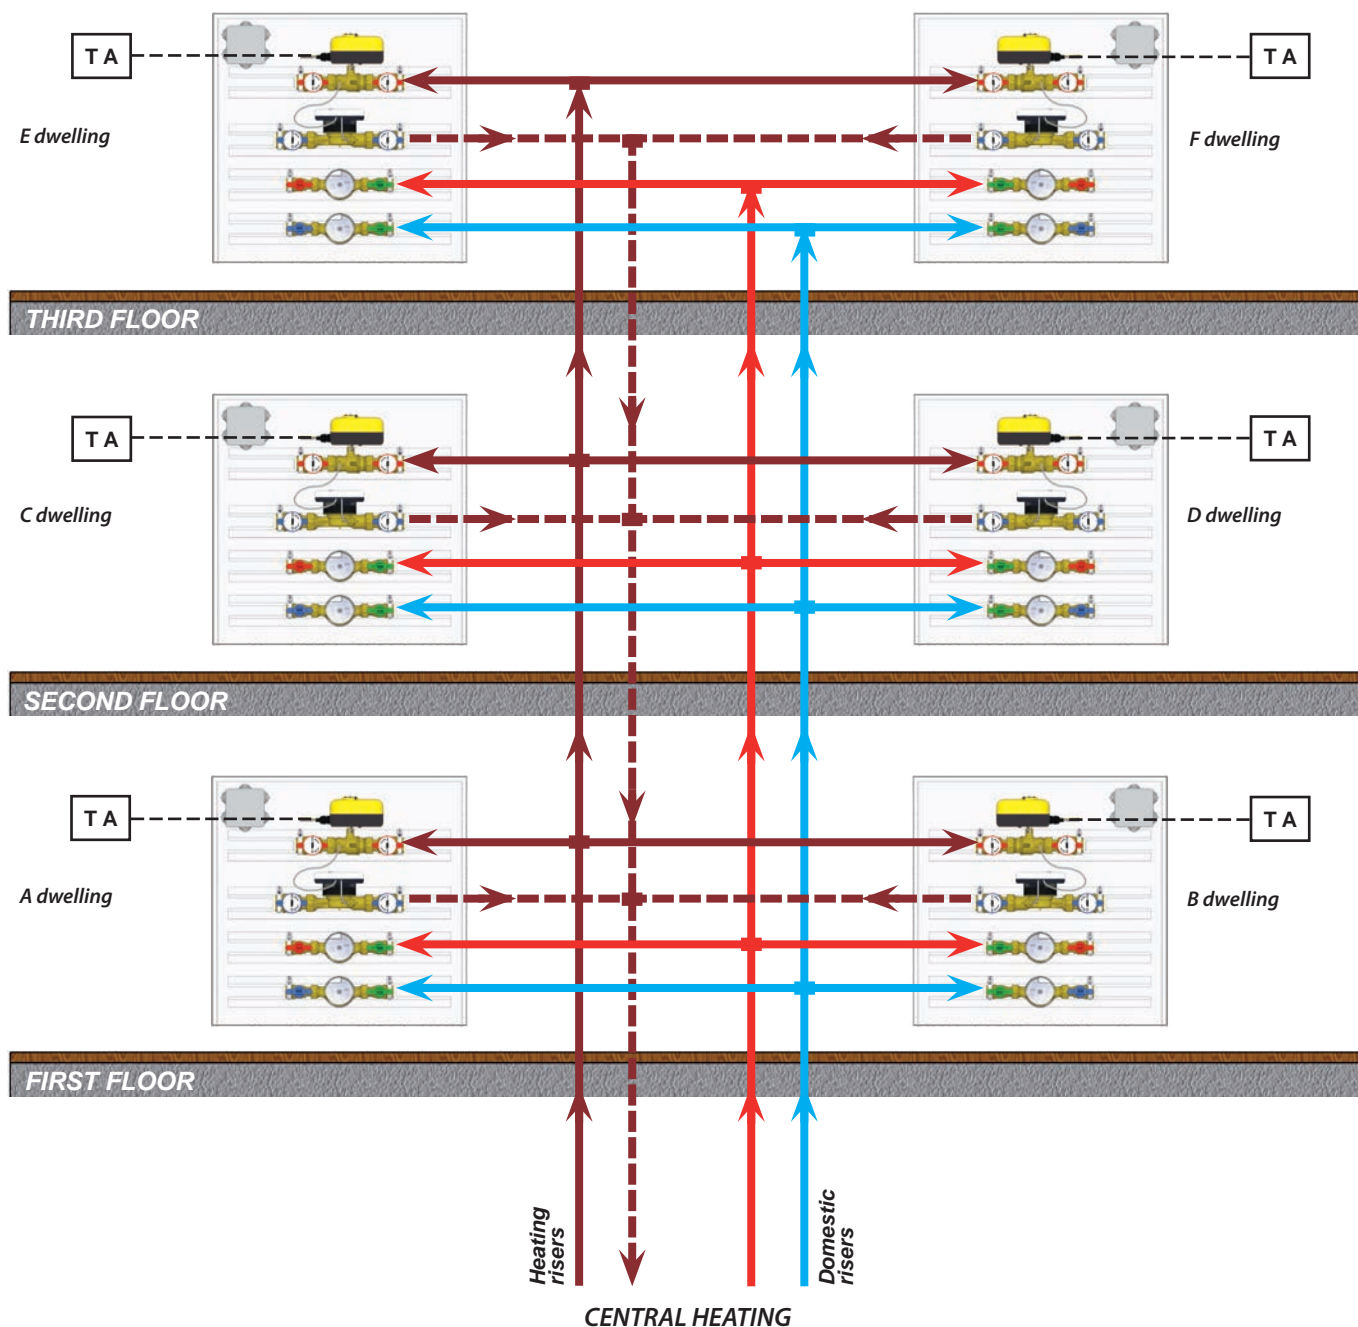 T A
T A
E dwelling
F dwelling
THIRD FLOOR
T A
T A
C dwelling
D dwelling
SECOND FLOOR
T A
T A
A dwelling
B dwelling
FIRST FLOOR
Heating
risers
Domestic
risers
CENTRAL HEATING